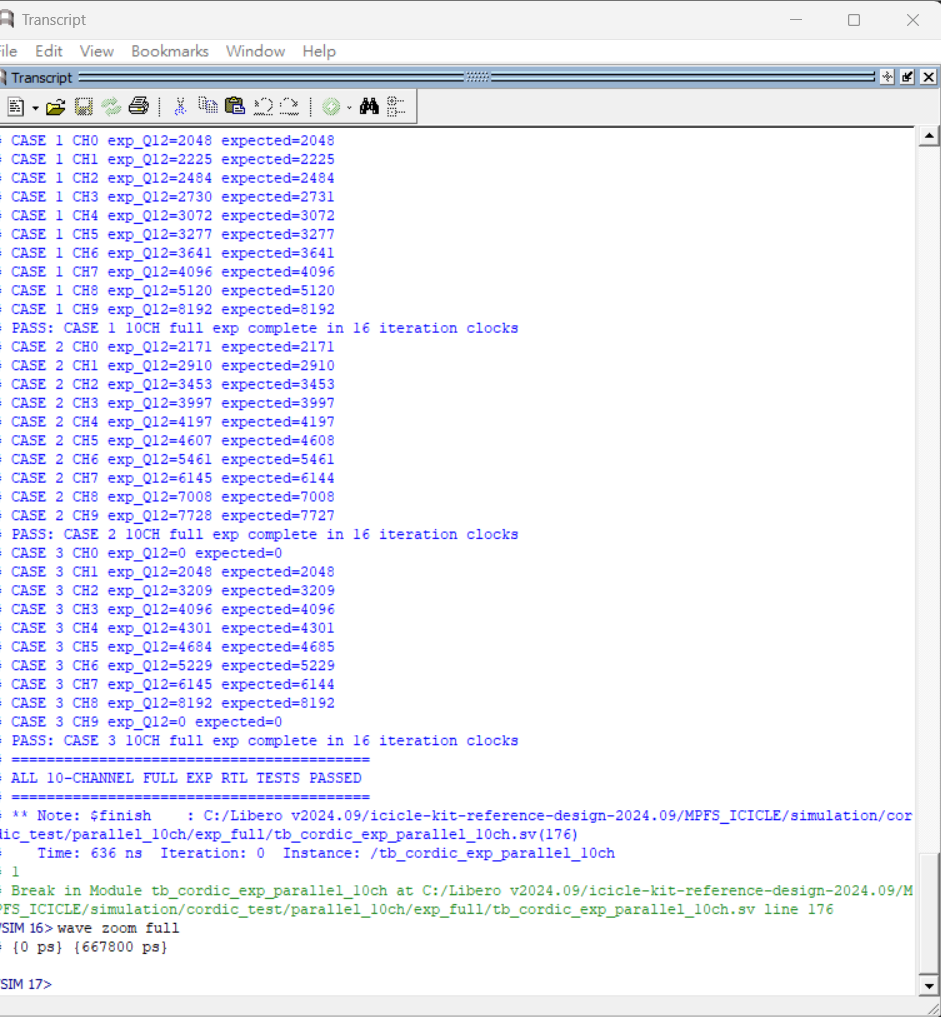 Transcript
File Edit View Bookmarks Window Help
Transcript
# CASE 1 CH0 exp_Q12=2048 expected=2048
# CASE 1 CH1 exp_Q12=2225 expected=2225
# CASE 1 CH2 exp_Q12=2484 expected=2484
# CASE 1 CH3 exp_Q12=2730 expected=2731
# CASE 1 CH4 exp_Q12=3072 expected=3072
# CASE 1 CH5 exp_Q12=3277 expected=3277
# CASE 1 CH6 exp_Q12=3641 expected=3641
# CASE 1 CH7 exp_Q12=4096 expected=4096
# CASE 1 CH8 exp_Q12=5120 expected=5120
# CASE 1 CH9 exp_Q12=8192 expected=8192
# PASS: CASE 1 10CH full exp complete in 16 iteration clocks
# CASE 2 CH0 exp_Q12=2171 expected=2171
# CASE 2 CH1 exp_Q12=2910 expected=2910
# CASE 2 CH2 exp_Q12=3453 expected=3453
# CASE 2 CH3 exp_Q12=3997 expected=3997
# CASE 2 CH4 exp_Q12=4197 expected=4197
# CASE 2 CH5 exp_Q12=4607 expected=4608
# CASE 2 CH6 exp_Q12=5461 expected=5461
# CASE 2 CH7 exp_Q12=6145 expected=6144
# CASE 2 CH8 exp_Q12=7008 expected=7008
# CASE 2 CH9 exp_Q12=7728 expected=7727
# PASS: CASE 2 10CH full exp complete in 16 iteration clocks
# CASE 3 CH0 exp_Q12=0 expected=0
# CASE 3 CH1 exp_Q12=2048 expected=2048
# CASE 3 CH2 exp_Q12=3209 expected=3209
# CASE 3 CH3 exp_Q12=4096 expected=4096
# CASE 3 CH4 exp_Q12=4301 expected=4301
# CASE 3 CH5 exp_Q12=4684 expected=4685
# CASE 3 CH6 exp_Q12=5229 expected=5229
# CASE 3 CH7 exp_Q12=6145 expected=6144
# CASE 3 CH8 exp_Q12=8192 expected=8192
# CASE 3 CH9 exp_Q12=0 expected=0
# PASS: CASE 3 10CH full exp complete in 16 iteration clocks
# =========================================
# ALL 10-CHANNEL FULL EXP RTL TESTS PASSED
# =========================================
# ** Note: $finish    : C:/Libero v2024.09/icicle-kit-reference-design-2024.09/MPFS_ICICLE/simulation/cor
dic_test/parallel_10ch/exp_full/tb_cordic_exp_parallel_10ch.sv(176)
#    Time: 636 ns  Iteration: 0  Instance: /tb_cordic_exp_parallel_10ch
# 1
# Break in Module tb_cordic_exp_parallel_10ch at C:/Libero v2024.09/icicle-kit-reference-design-2024.09/M
PFS_ICICLE/simulation/cordic_test/parallel_10ch/exp_full/tb_cordic_exp_parallel_10ch.sv line 176
VSIM 16> wave zoom full
# {0 ps} {667800 ps}
VSIM 17>